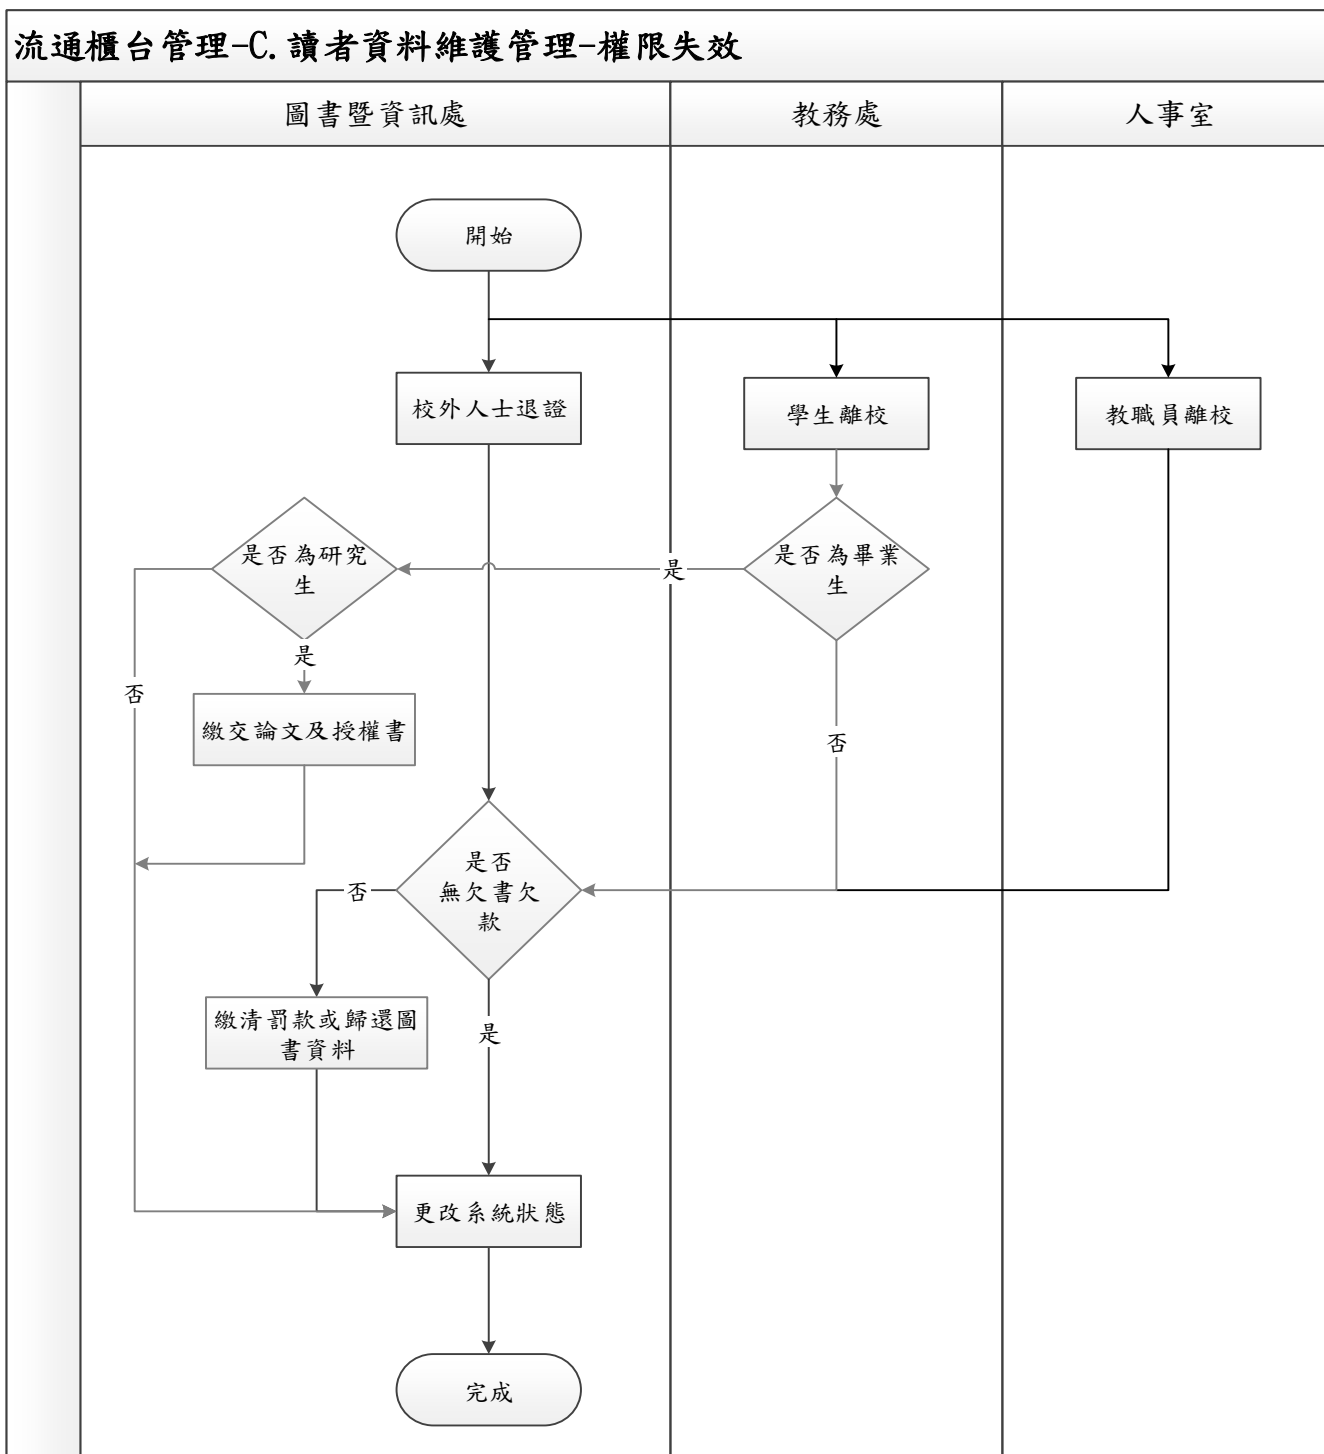 流通櫃台管理-C.讀者資料維護管理-權限失效
圖書暨資訊處
教務處
人事室
開始
校外人士退證
學生離校
教職員離校
是否為研究
生
是
是否為畢業
生
是
否
繳交論文及授權書
否
是否
無欠書欠
款
否
繳清罰款或歸還圖
書資料
是
更改系統狀態
完成